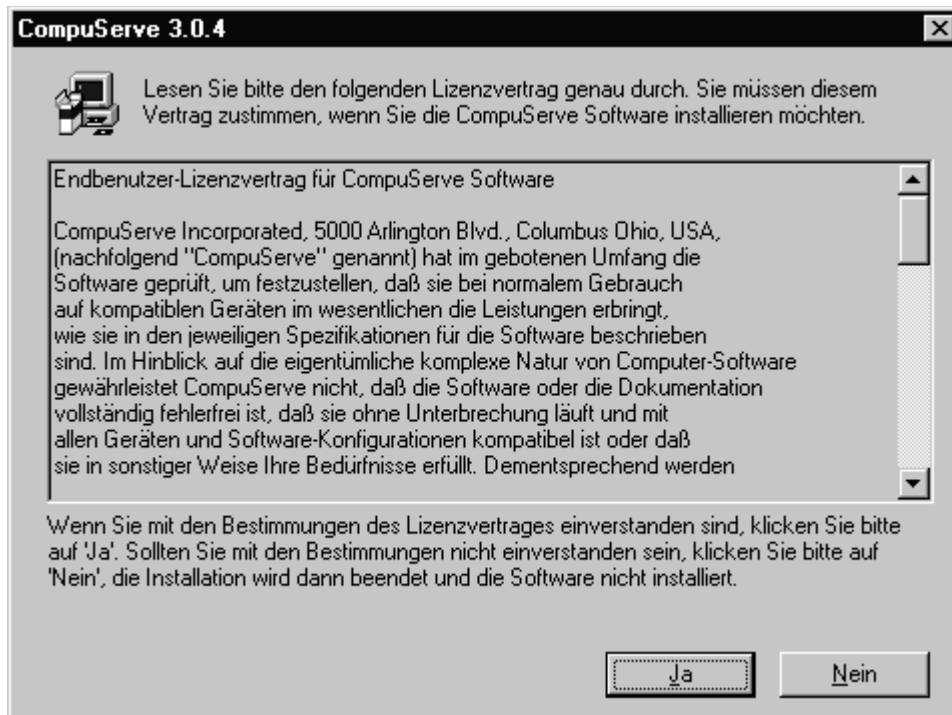 CompuServe 3.0.4
Lesen Sie bitte den folgenden Lizenzvertrag genau durch. Sie müssen diesem
Vertrag zustimmen, wenn Sie die CompuServe Software installieren möchten.
Endbenutzer-Lizenzvertrag für CompuServe Software
CompuServe Incorporated, 5000 Arlington Blvd., Columbus Ohio, USA,
(nachfolgend "CompuServe" genannt) hat im gebotenen Umfang die
Software geprüft, um festzustellen, daß sie bei normalem Gebrauch
auf kompatiblen Geräten im wesentlichen die Leistungen erbringt,
wie sie in den jeweiligen Spezifikationen für die Software beschrieben
sind. Im Hinblick auf die eigentümliche komplexe Natur von Computer-Software
gewährleistet CompuServe nicht, daß die Software oder die Dokumentation
vollständig fehlerfrei ist, daß sie ohne Unterbrechung läuft und mit
allen Geräten und Software-Konfigurationen kompatibel ist oder daß
sie in sonstiger Weise Ihre Bedürfnisse erfüllt. Dementsprechend werden
Wenn Sie mit den Bestimmungen des Lizenzvertrages einverstanden sind, klicken Sie bitte
auf 'Ja'. Sollten Sie mit den Bestimmungen nicht einverstanden sein, klicken Sie bitte auf
'Nein', die Installation wird dann beendet und die Software nicht installiert.
Ja
Nein